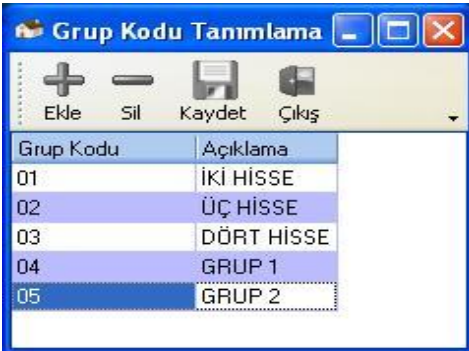 Grup Kodu Tanımlama
Ekle Sil Kaydet Çıkış
Grup Kodu Açıklama
01 İKİ HİSSE
02 ÜÇ HİSSE
03 DÖRT HİSSE
04 GRUP 1
05 GRUP 2